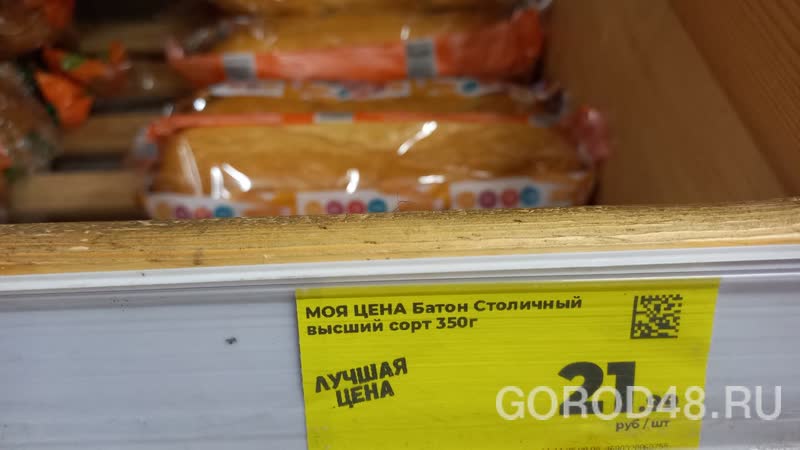 МОЯ ЦЕНА Батон Столичный
высший сорт 350г
ЛУЧШАЯ
ЦЕНА
21
руб / шт
GOROD48.RU